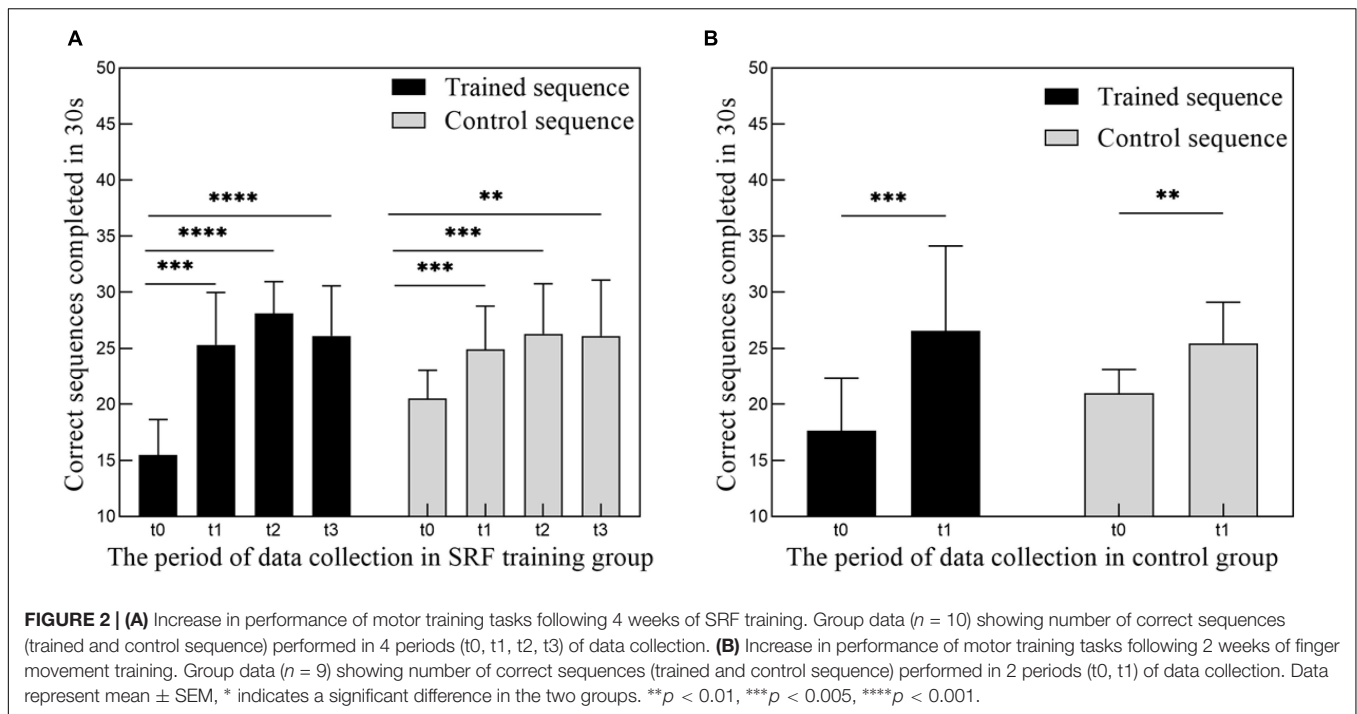 A
50
45
40
35
30
25
20
15
10
Correct sequences completed in 30s
Trained sequence
Control sequence
****
****
***
**
***
***
t0 t1 t2 t3 t0 t1 t2 t3
The period of data collection in SRF training group
B
50
45
40
35
30
25
20
15
10
Correct sequences completed in 30s
Trained sequence
Control sequence
*** **
t0 t1 t0 t1
The period of data collection in control group
FIGURE 2 | (A) Increase in performance of motor training tasks following 4 weeks of SRF training. Group data (n = 10) showing number of correct sequences
(trained and control sequence) performed in 4 periods (t0, t1, t2, t3) of data collection. (B) Increase in performance of motor training tasks following 2 weeks of finger
movement training. Group data (n = 9) showing number of correct sequences (trained and control sequence) performed in 2 periods (t0, t1) of data collection. Data
represent mean ± SEM, * indicates a significant difference in the two groups. **p < 0.01, ***p < 0.005, ****p < 0.001.